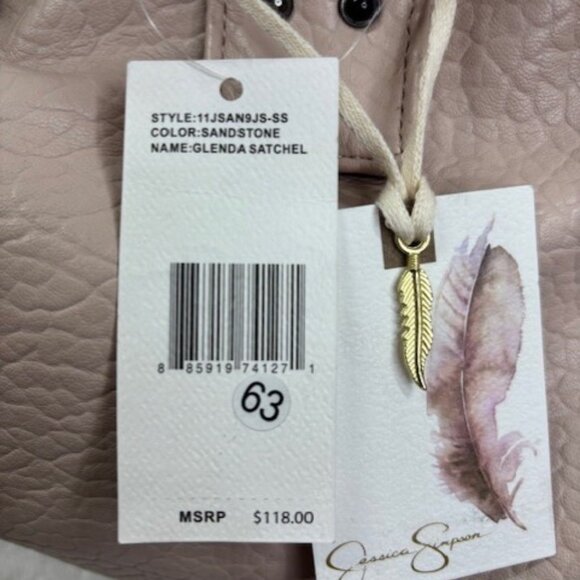 STYLE:11JSAN9JS-SS
COLOR:SANDSTONE
NAME:GLENDA SATCHEL
8 85919 74127 1
63
MSRP $118.00
Jessica Simpson